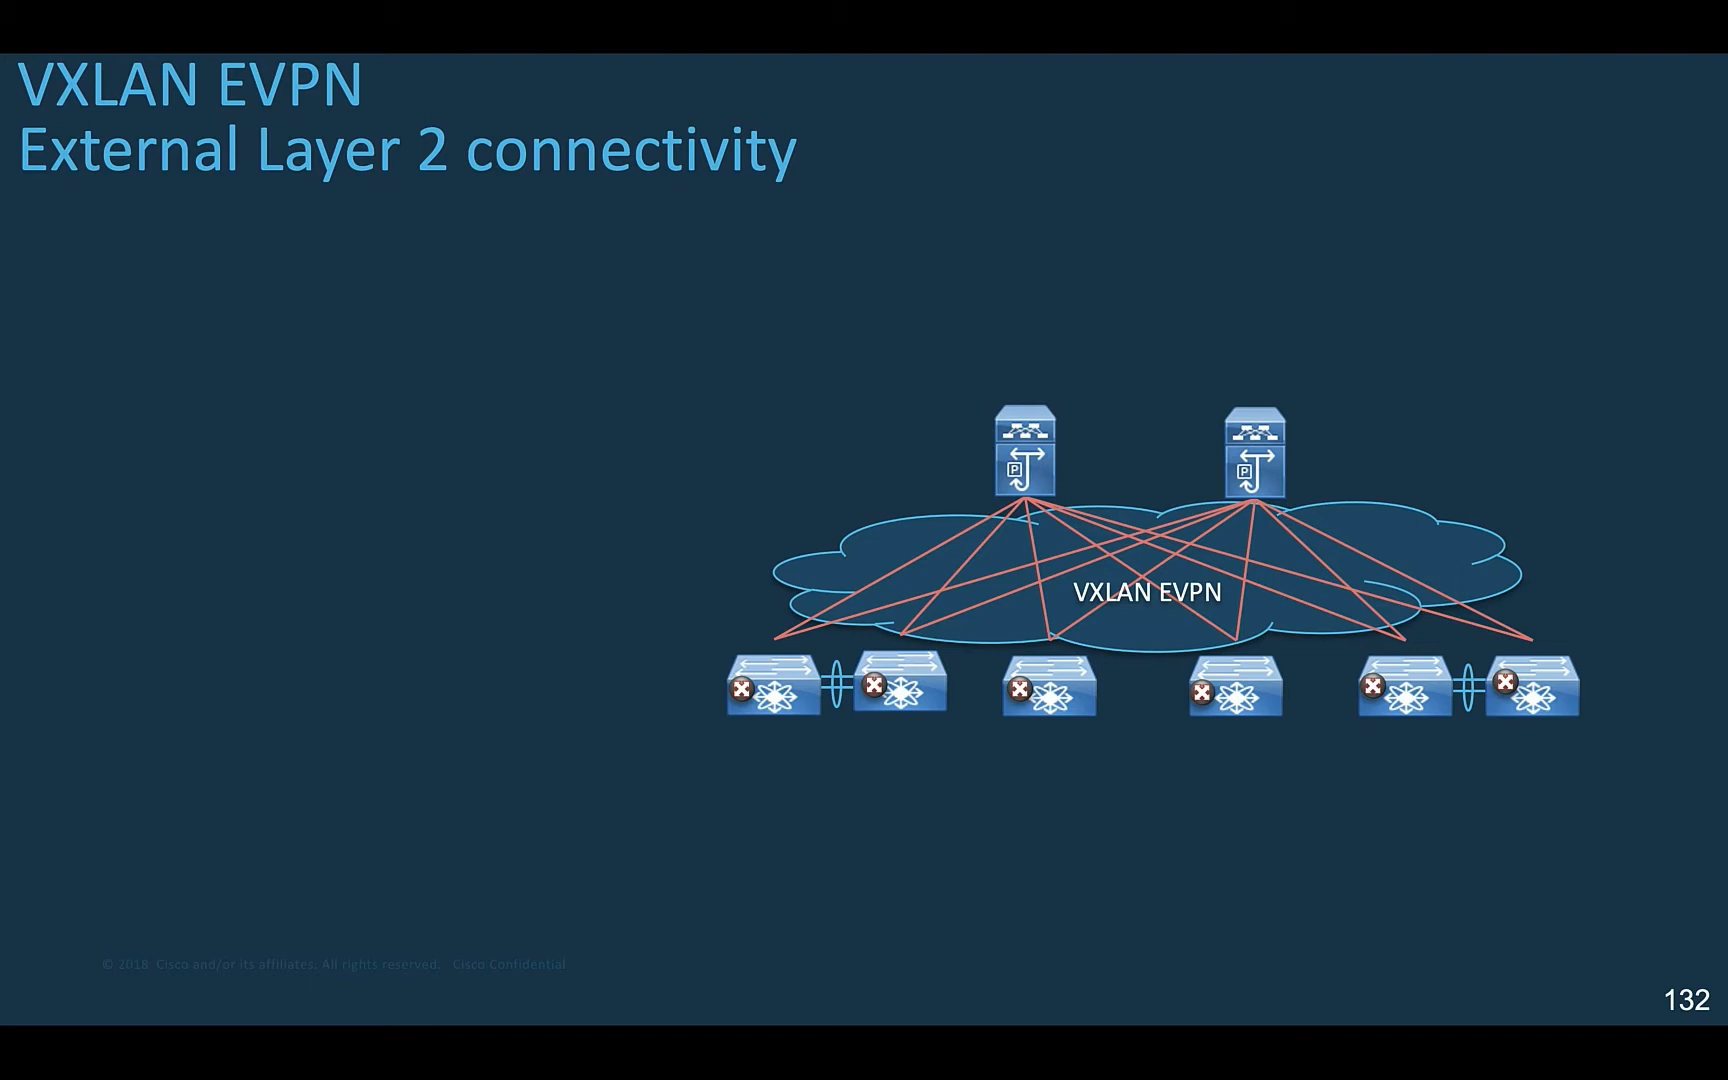 VXLAN EVPN
External Layer 2 connectivity
P
P
VXLAN EVPN
© 2018 Cisco and/or its affiliates. All rights reserved. Cisco Confidential
132